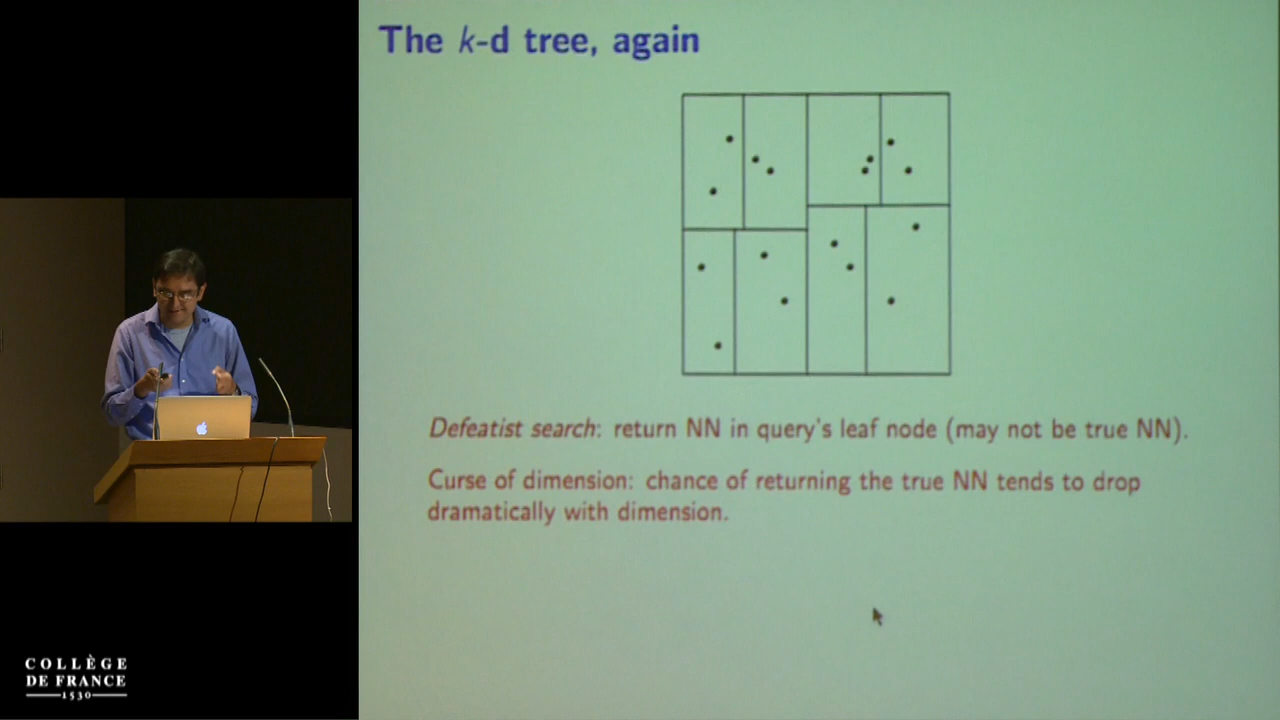 The k-d tree, again
Defeatist search: return NN in query's leaf node (may not be true NN).
Curse of dimension: chance of returning the true NN tends to drop
dramatically with dimension.
COLLÈGE
DE FRANCE
1530